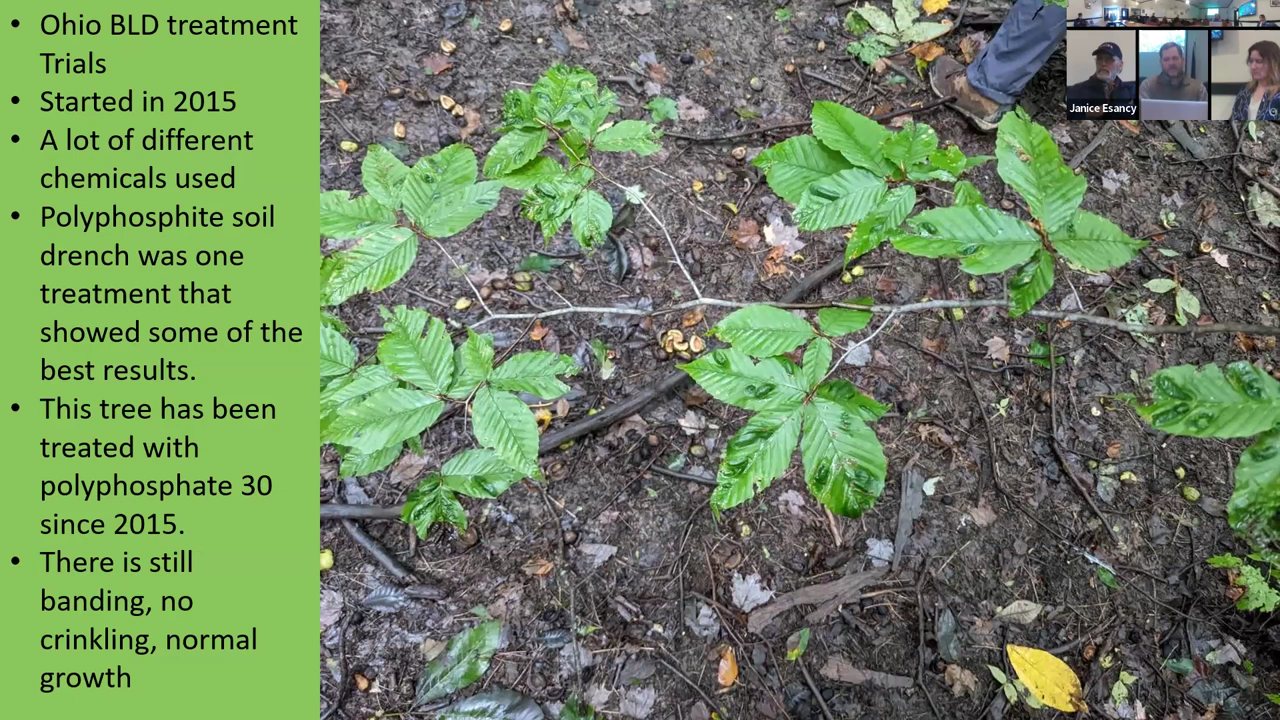 • Ohio BLD treatment
Trials
• Started in 2015
• A lot of different
chemicals used
• Polyphosphite soil
drench was one
treatment that
showed some of the
best results.
• This tree has been
treated with
polyphosphate 30
since 2015.
• There is still
banding, no
crinkling, normal
growth
Janice Esancy